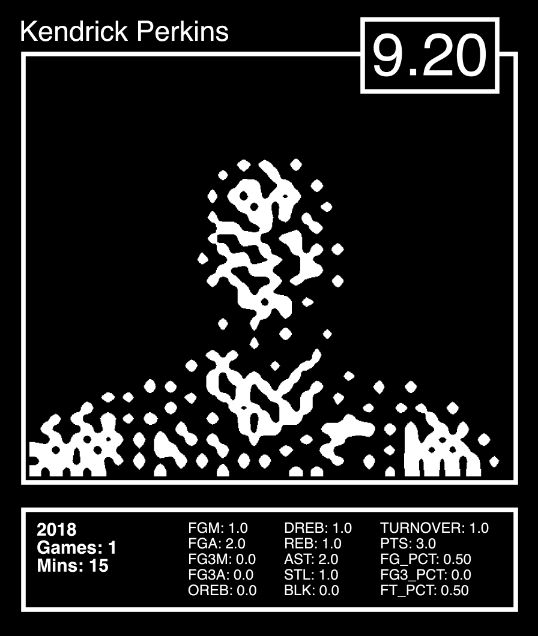 Kendrick Perkins
9.20
2018
Games: 1
Mins: 15
FGM: 1.0
FGA: 2.0
FG3M: 0.0
FG3A: 0.0
OREB: 0.0
DREB: 1.0
REB: 1.0
AST: 2.0
STL: 1.0
BLK: 0.0
TURNOVER: 1.0
PTS: 3.0
FG_PCT: 0.50
FG3_PCT: 0.0
FT_PCT: 0.50